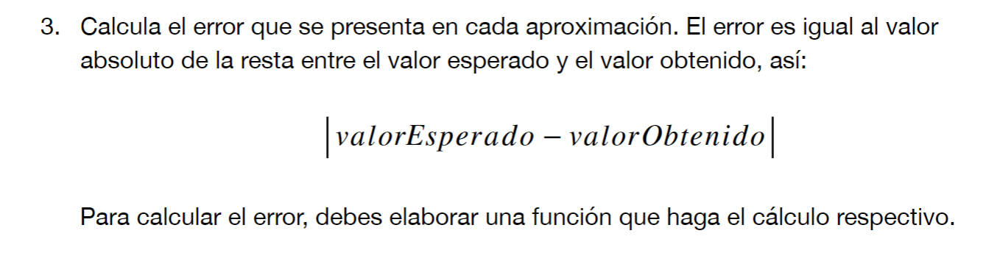 3. Calcula el error que se presenta en cada aproximación. El error es igual al valor
absoluto de la resta entre el valor esperado y el valor obtenido, así:
|valorEsperado − valorObtenido|
Para calcular el error, debes elaborar una función que haga el cálculo respectivo.